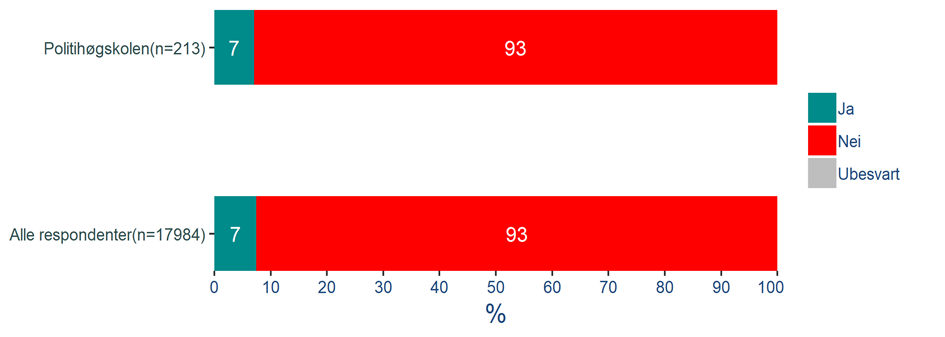 Politihøgskolen(n=213)
7
93
Ja
Nei
Ubesvart
Alle respondenter(n=17984)
7
93
0 10 20 30 40 50 60 70 80 90 100
%